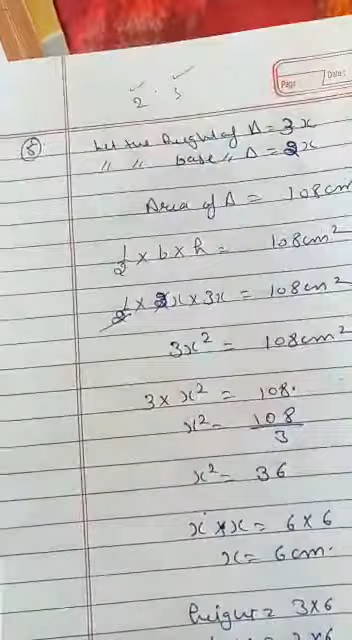 Page: / Date:
2 . 3
⑧ Let the height of Δ = 3x
〃 〃 base 〃 Δ = 2x
Area of Δ = 108cm
1/2 × b × h = 108cm²
1/2 × 2x × 3x = 108cm²
3x² = 108cm²
3 × x² = 108.
x² = 108/3
x² = 36
x × x = 6 × 6
x = 6cm.
height = 3×6